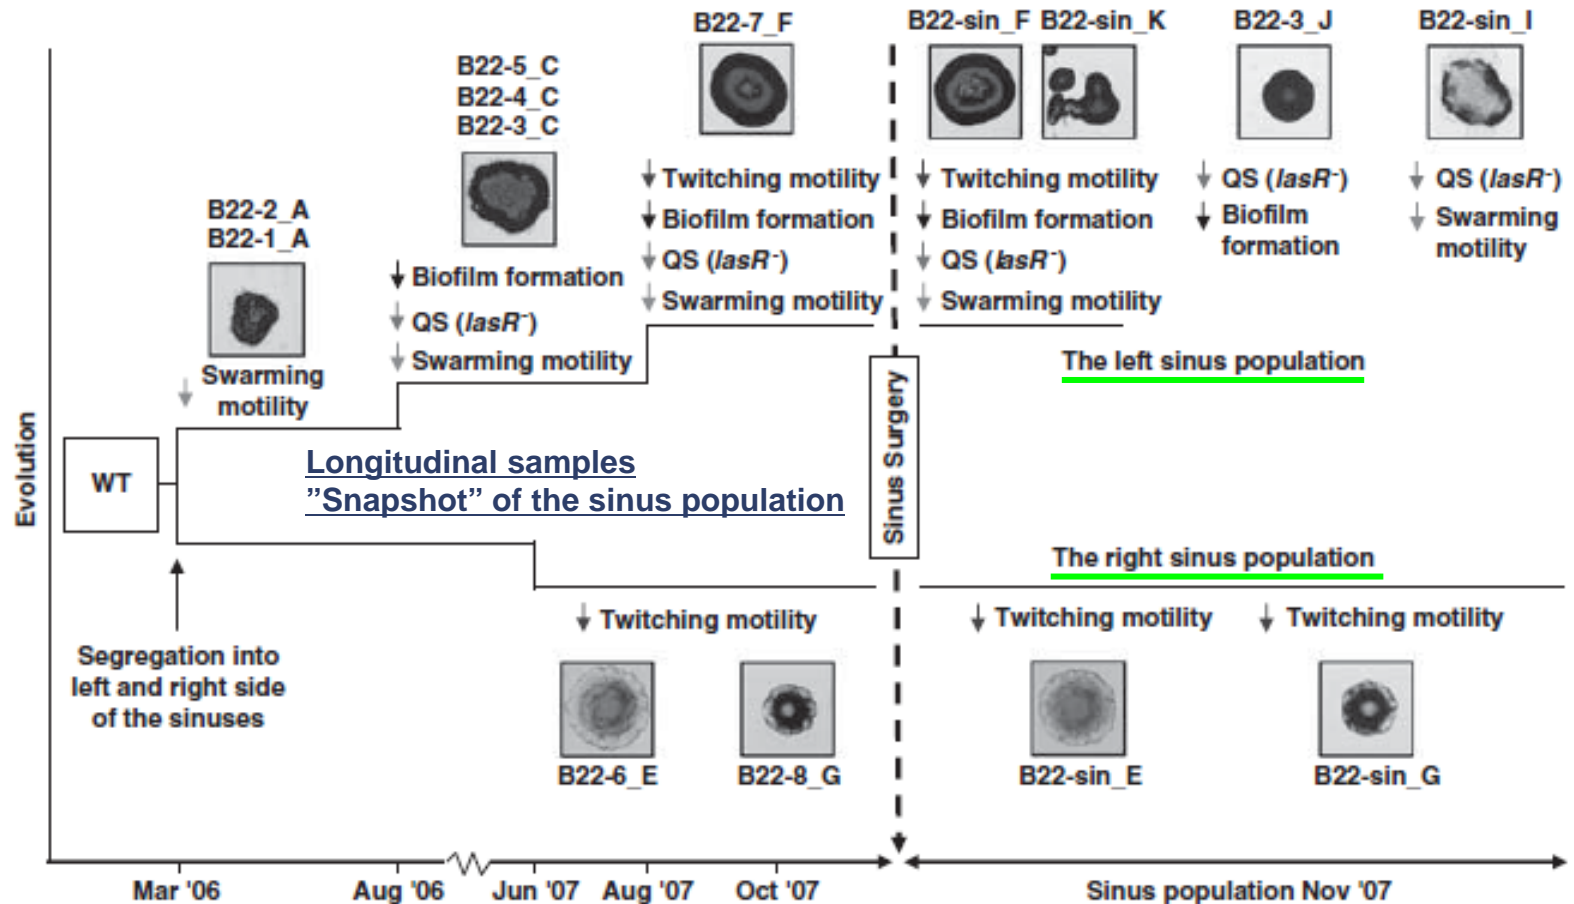 B22-7_F
B22-sin_F
B22-sin_K
B22-3_J
B22-sin_I
B22-5_C
B22-4_C
B22-3_C
B22-2_A
B22-1_A
↓ Swarming
motility
↓ Biofilm formation
↓ QS (lasR⁻)
↓ Swarming motility
↓ Twitching motility
↓ Biofilm formation
↓ QS (lasR⁻)
↓ Swarming motility
↓ Twitching motility
↓ Biofilm formation
↓ QS (lasR⁻)
↓ Swarming motility
↓ QS (lasR⁻)
↓ Biofilm
formation
↓ QS (lasR⁻)
↓ Swarming
motility
The left sinus population
Evolution
WT
Longitudinal samples
”Snapshot” of the sinus population
Sinus Surgery
The right sinus population
Segregation into
left and right side
of the sinuses
↓ Twitching motility
↓ Twitching motility
↓ Twitching motility
B22-6_E
B22-8_G
B22-sin_E
B22-sin_G
Mar '06
Aug '06
Jun '07
Aug '07
Oct '07
Sinus population Nov '07